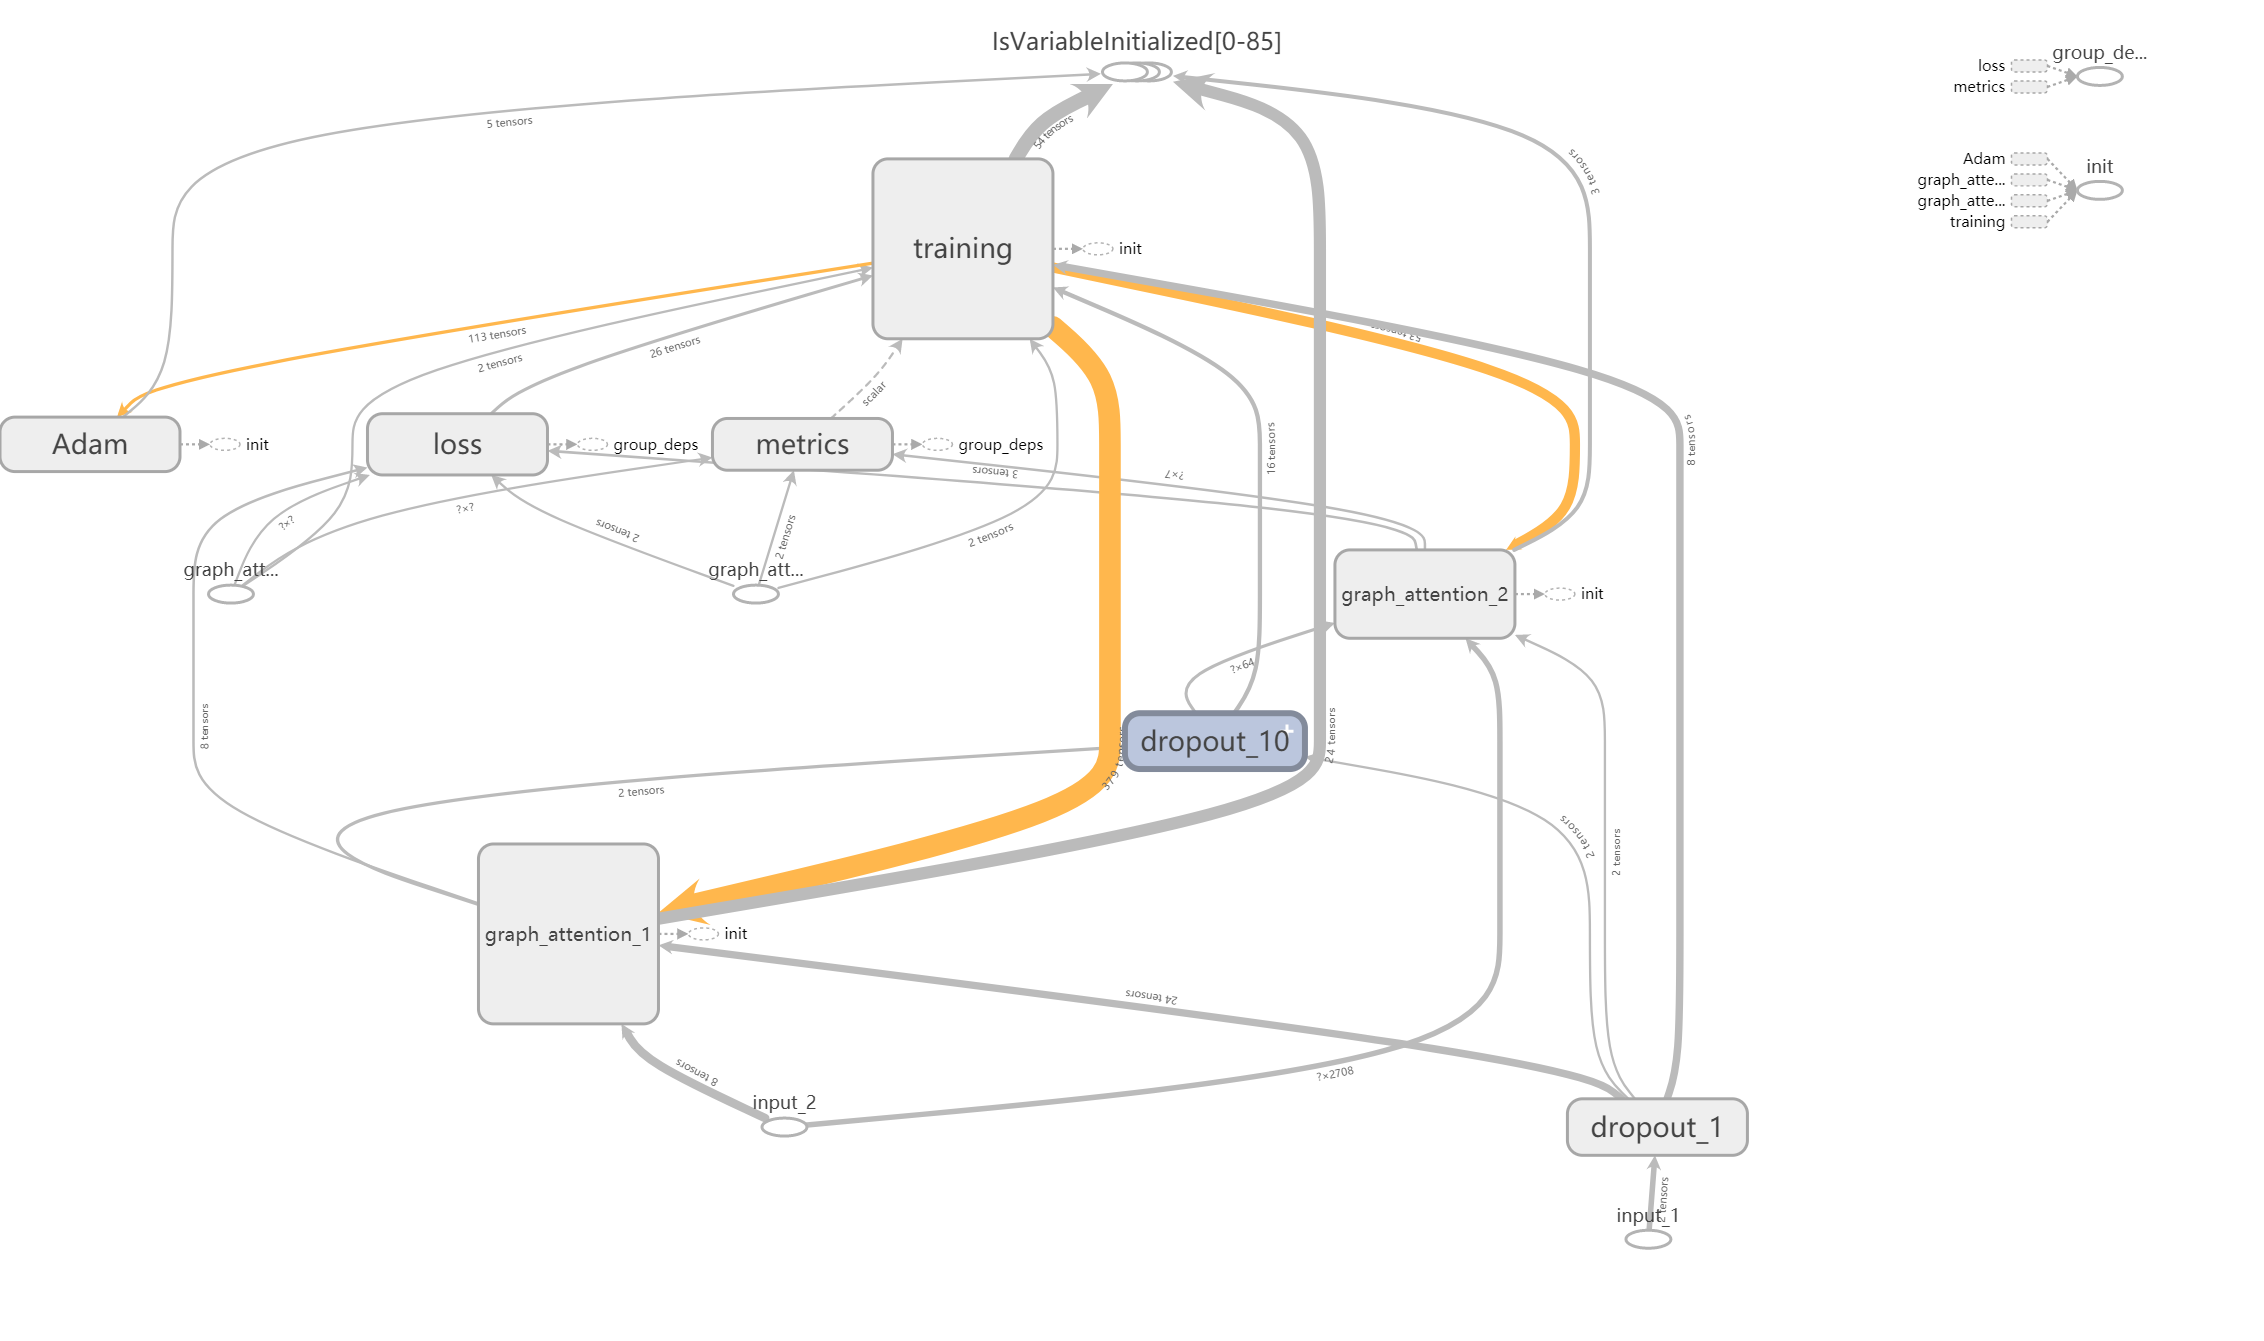 IsVariableInitialized[0-85]
group_de...
loss
metrics
5 tensors
54 tensors
3 tensors
Adam
graph_atte...
graph_atte...
training
init
training
init
113 tensors
2 tensors
26 tensors
53 tensors
scalar
Adam
init
loss
group_deps
metrics
group_deps
3 tensors
?×7
16 tensors
8 tensors
?×?
?×?
2 tensors
2 tensors
2 tensors
graph_att...
graph_att...
graph_attention_2
init
?×64
8 tensors
dropout_10
24 tensors
379 tensors
2 tensors
2 tensors
2 tensors
graph_attention_1
init
24 tensors
8 tensors
?×2708
input_2
dropout_1
2 tensors
input_1